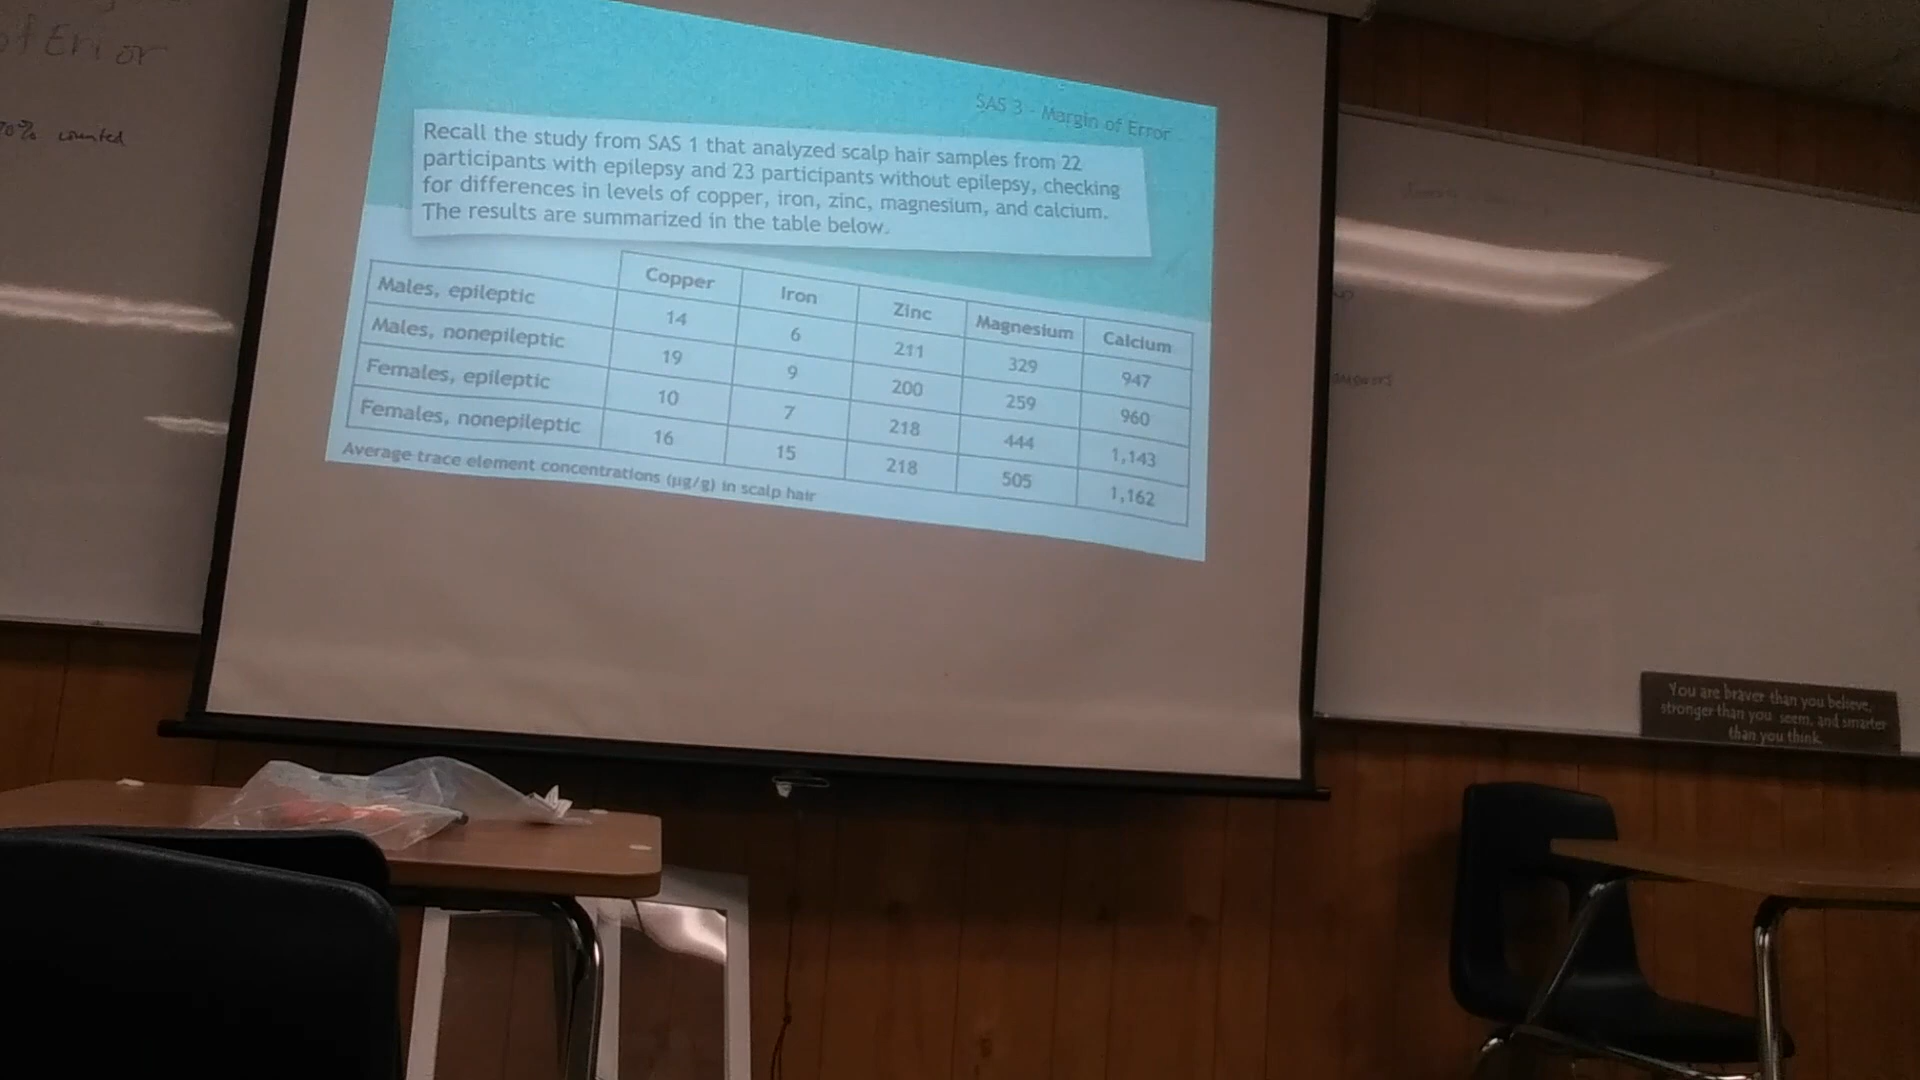 of Error
70% counted
SAS 3 - Margin of Error
Recall the study from SAS 1 that analyzed scalp hair samples from 22
participants with epilepsy and 23 participants without epilepsy, checking
for differences in levels of copper, iron, zinc, magnesium, and calcium.
The results are summarized in the table below.
Copper Iron Zinc Magnesium Calcium
Males, epileptic 14 6 211 329 947
Males, nonepileptic 19 9 200 259 960
Females, epileptic 10 7 218 444 1,143
Females, nonepileptic 16 15 218 505 1,162
Average trace element concentrations (µg/g) in scalp hair
answers
You are braver than you believe,
stronger than you seem, and smarter
than you think